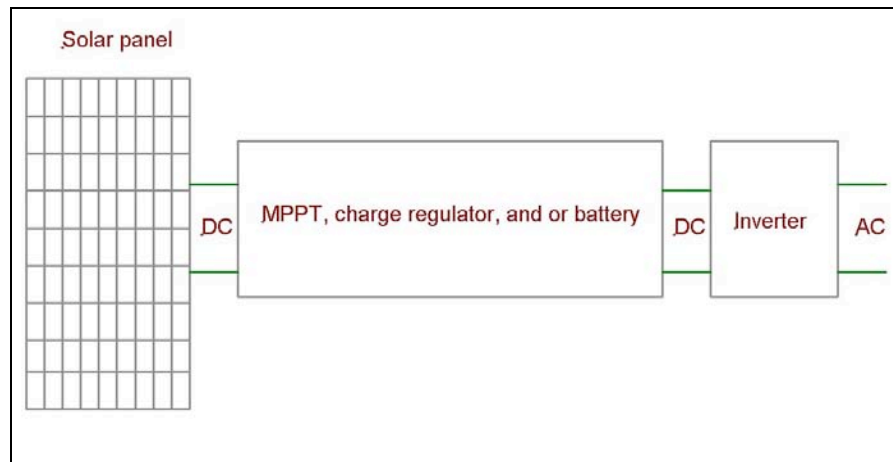 Solar panel
DC
MPPT, charge regulator, and or battery
DC
Inverter
AC